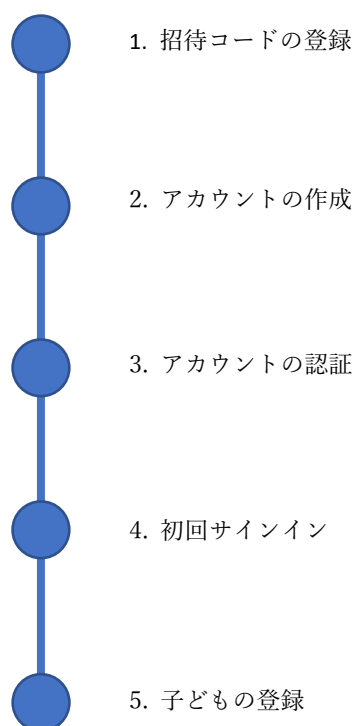 1. 招待コードの登録
2. アカウントの作成
3. アカウントの認証
4. 初回サインイン
5. 子どもの登録